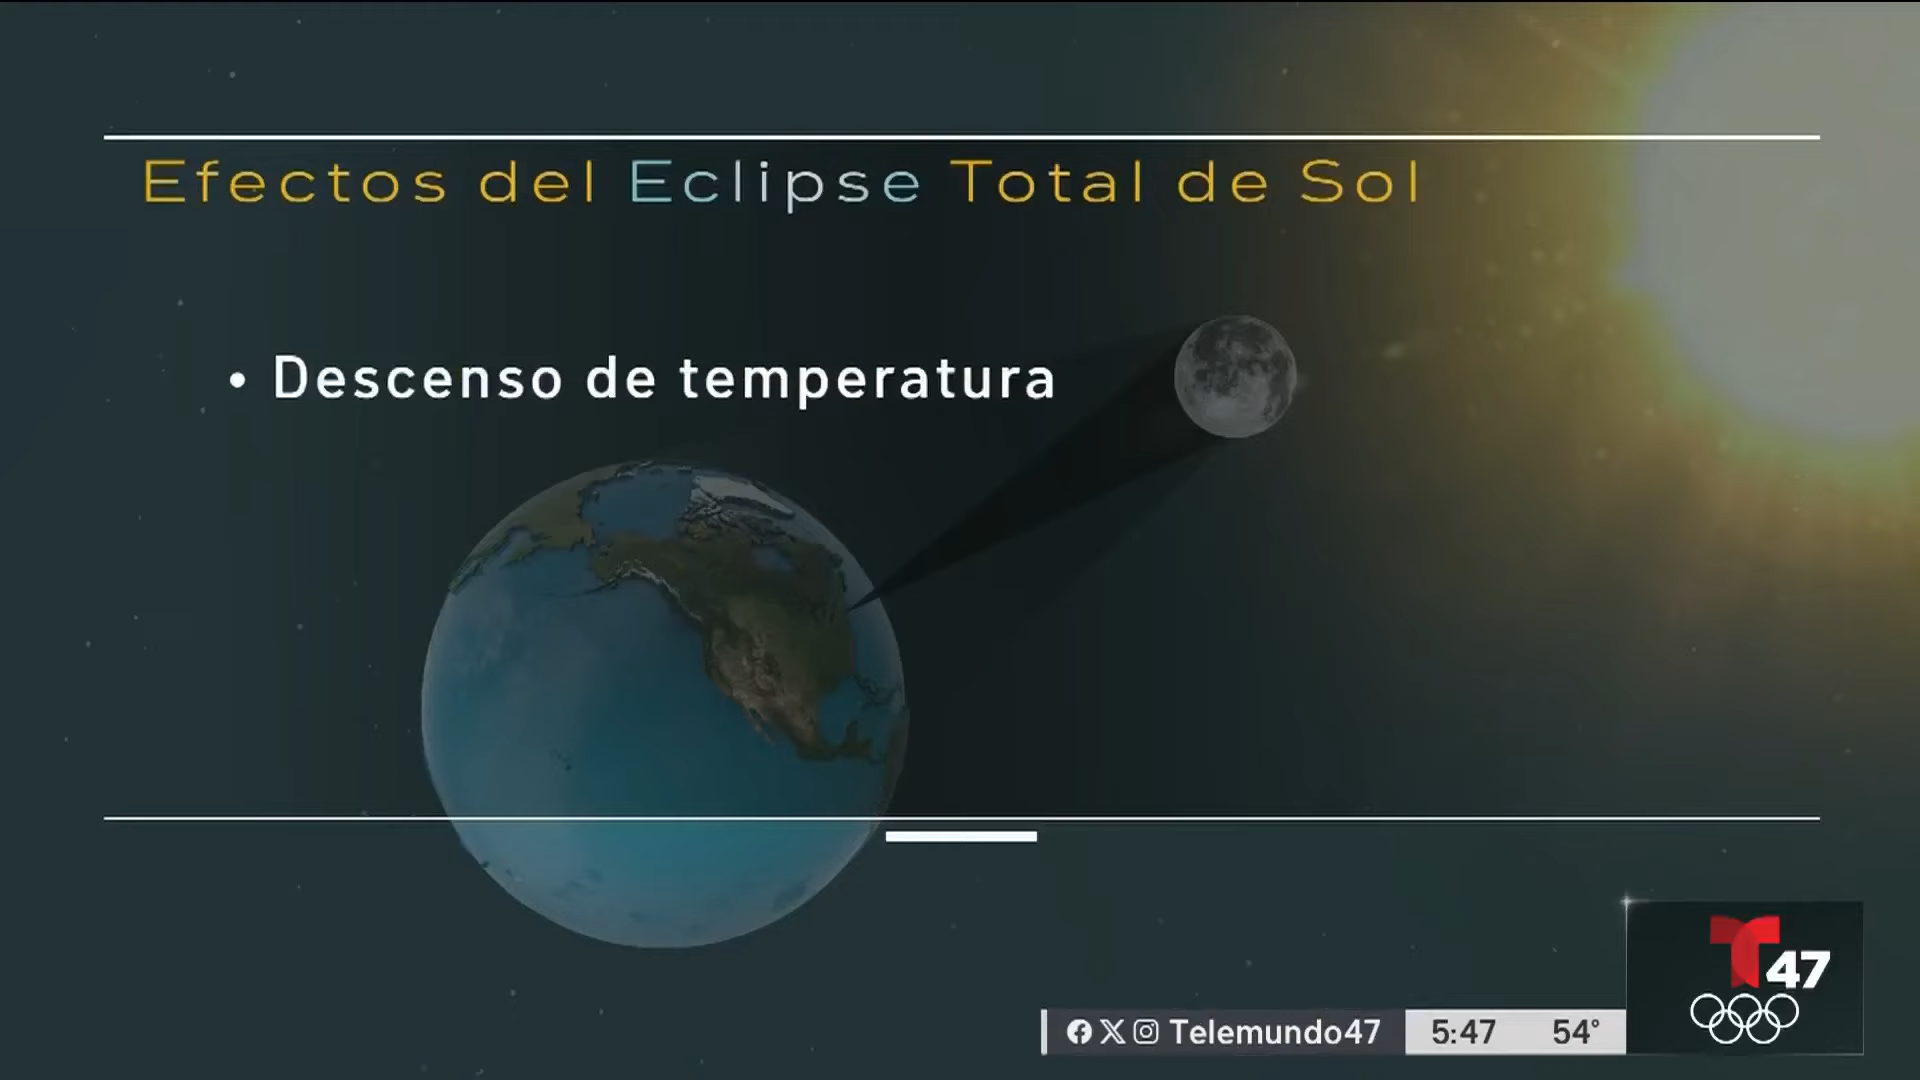 Efectos del Eclipse Total de Sol
• Descenso de temperatura
47
Telemundo47 5:47 54°